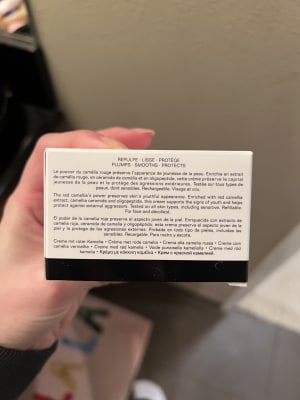 REPULPE - LISSE - PROTÈGE
PLUMPS - SMOOTHS - PROTECTS
Le pouvoir du camélia rouge préserve l'apparence de jeunesse de la peau. Enrichie en extrait
de camélia rouge, en céramide de camélia et en oligopeptide, cette crème préserve le capital
jeunesse de la peau et la protège des agressions extérieures. Testée sur tous types de
peaux, dont sensibles. Rechargeable. Visage et cou.
The red camellia's power preserves skin's youthful appearance. Enriched with red camellia
extract, camellia ceramide and oligopeptide, this cream supports the signs of youth and helps
protect against external aggressors. Tested on all skin types, including sensitive. Refillable.
For face and décolleté.
El poder de la camelia roja preserva el aspecto joven de la piel. Enriquecida con extracto de
camelia roja, ceramida de camelia y oligopéptido, esta crema preserva el aspecto joven de la
piel y la protege de las agresiones externas. Probada en todo tipo de pieles, incluidas las
sensibles. Recargable. Para rostro y escote.
Creme mit roter Kamelie • Crème met rode camelia • Crema alla camelia rossa • Creme com
camélia vermelha • Creme med red kamelia • Voide punaisella kamelialla • Creme med rød
kamelia • Κρέμα με κόκκινη καμέλια • Крем с красной камелией.